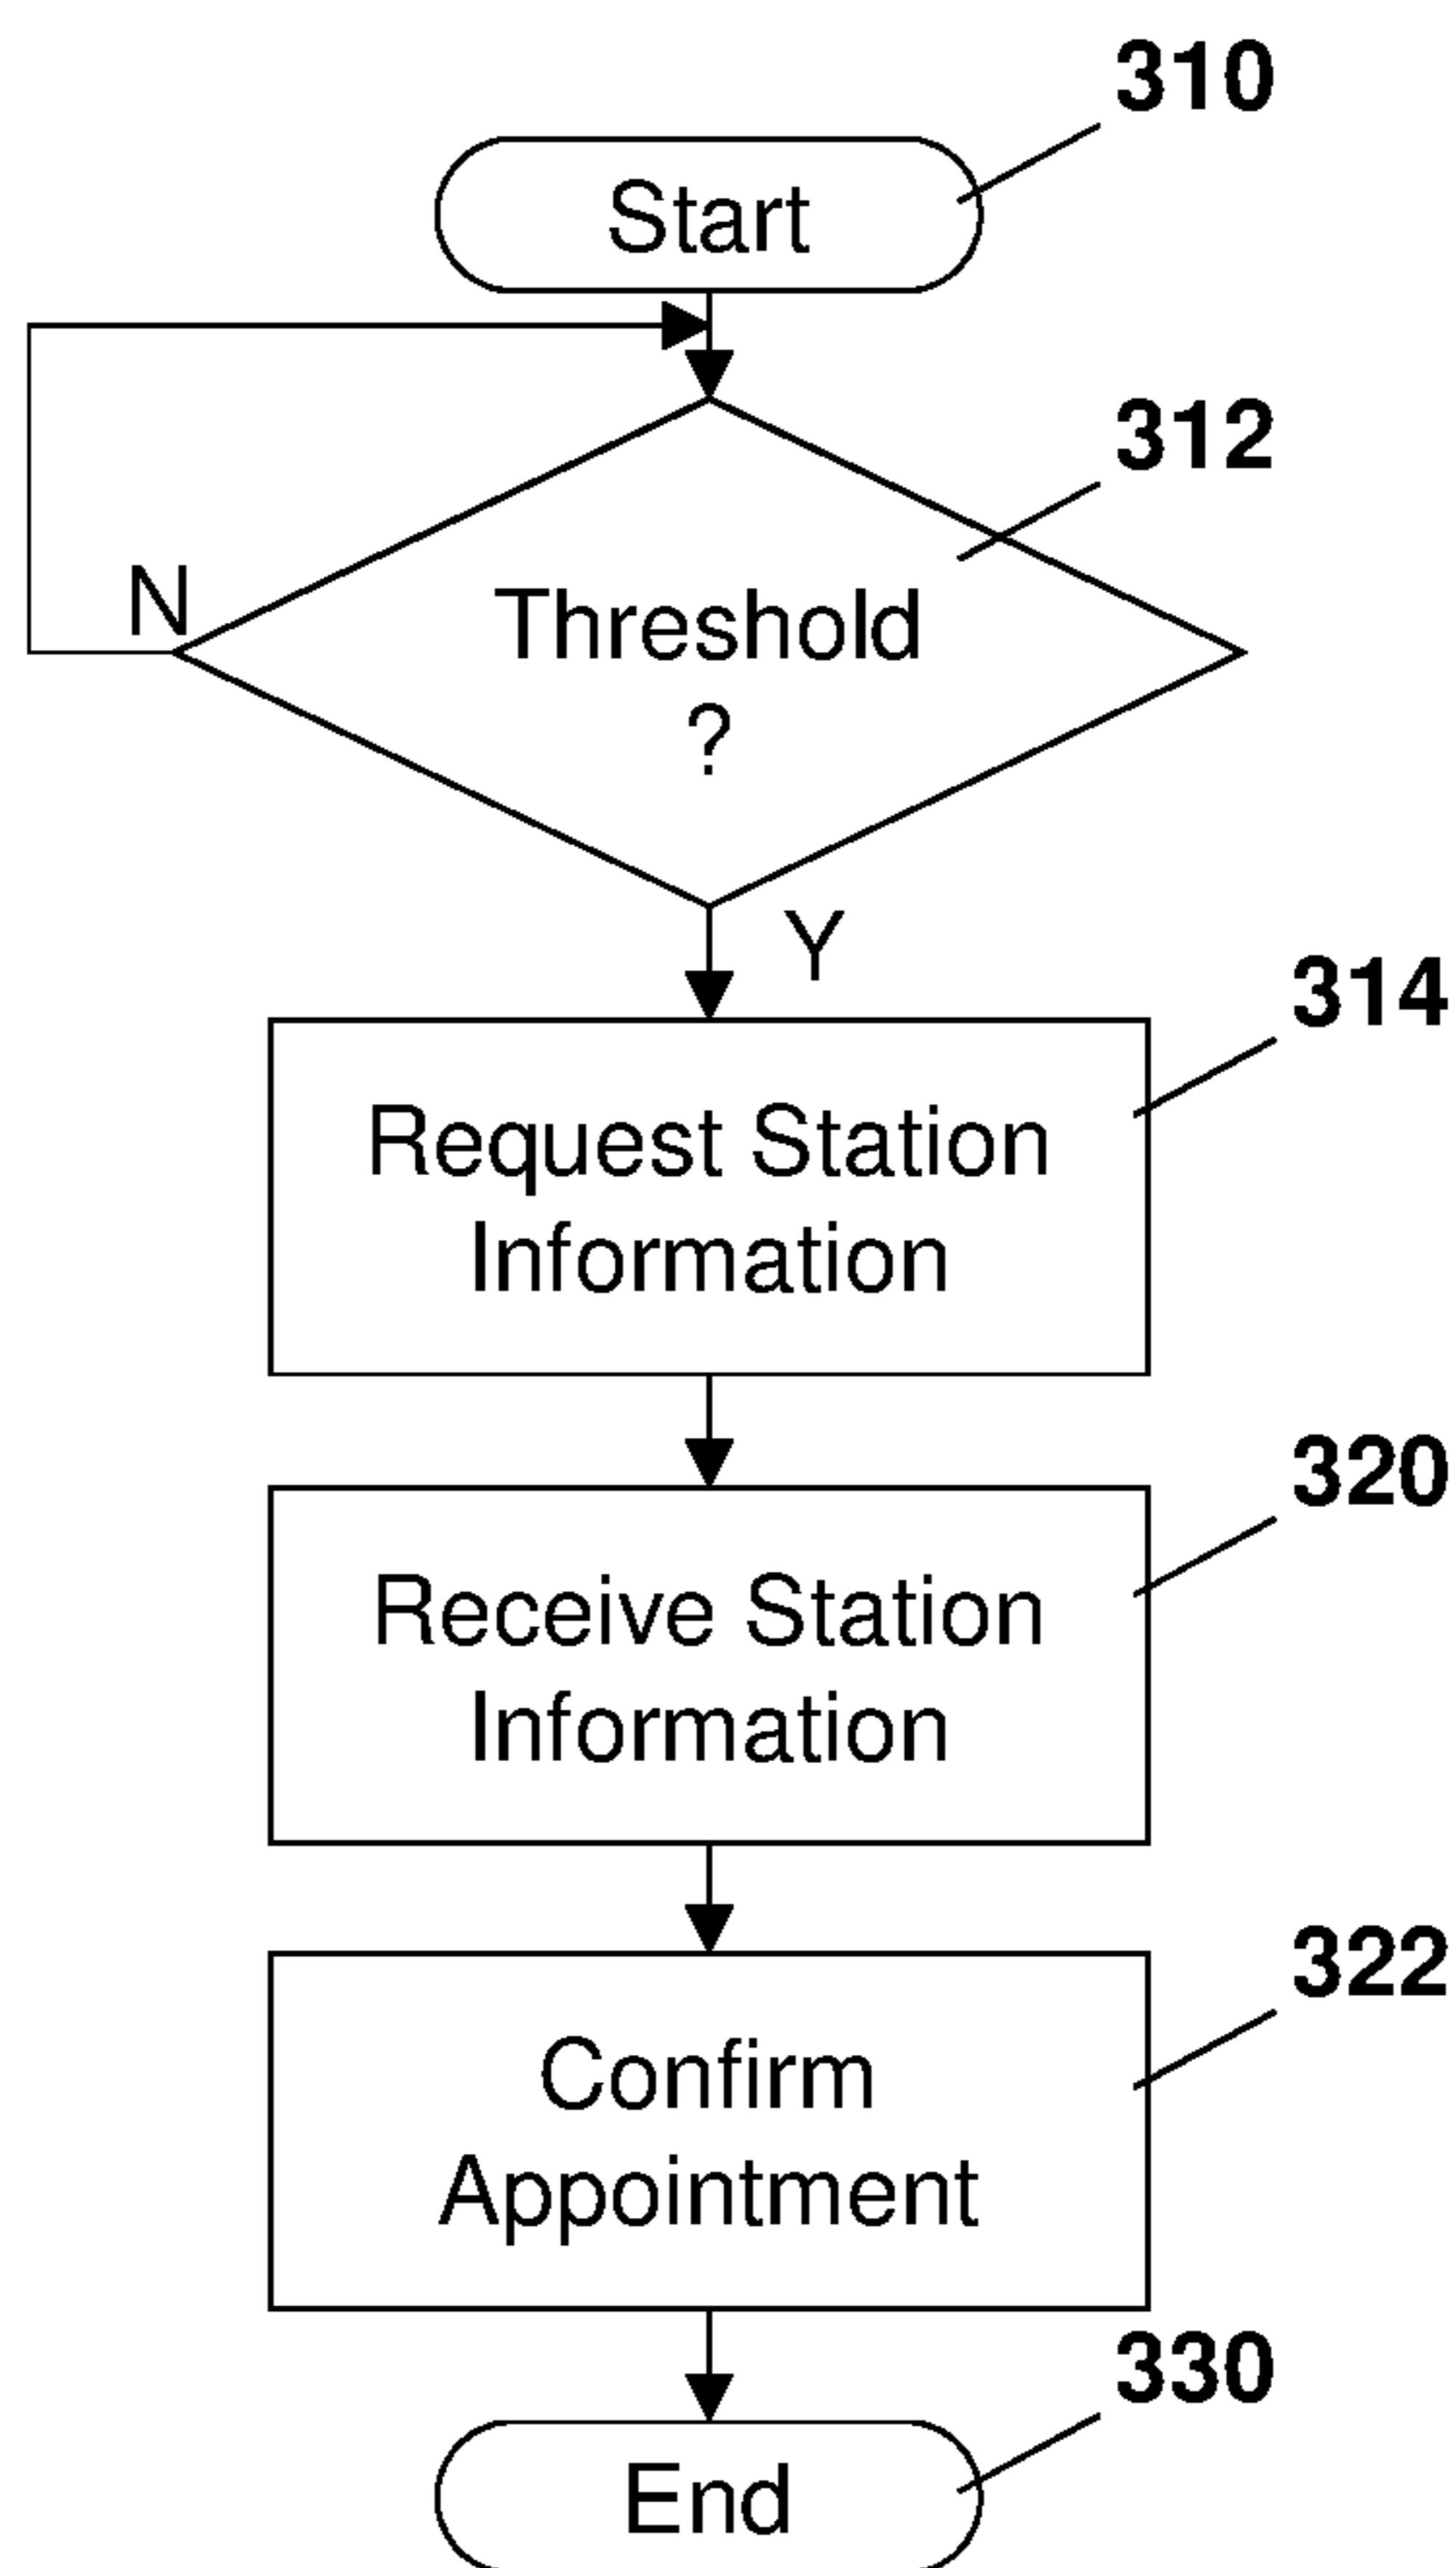 310
Start
312
N
Threshold
?
Y
314
Request Station
Information
320
Receive Station
Information
322
Confirm
Appointment
330
End